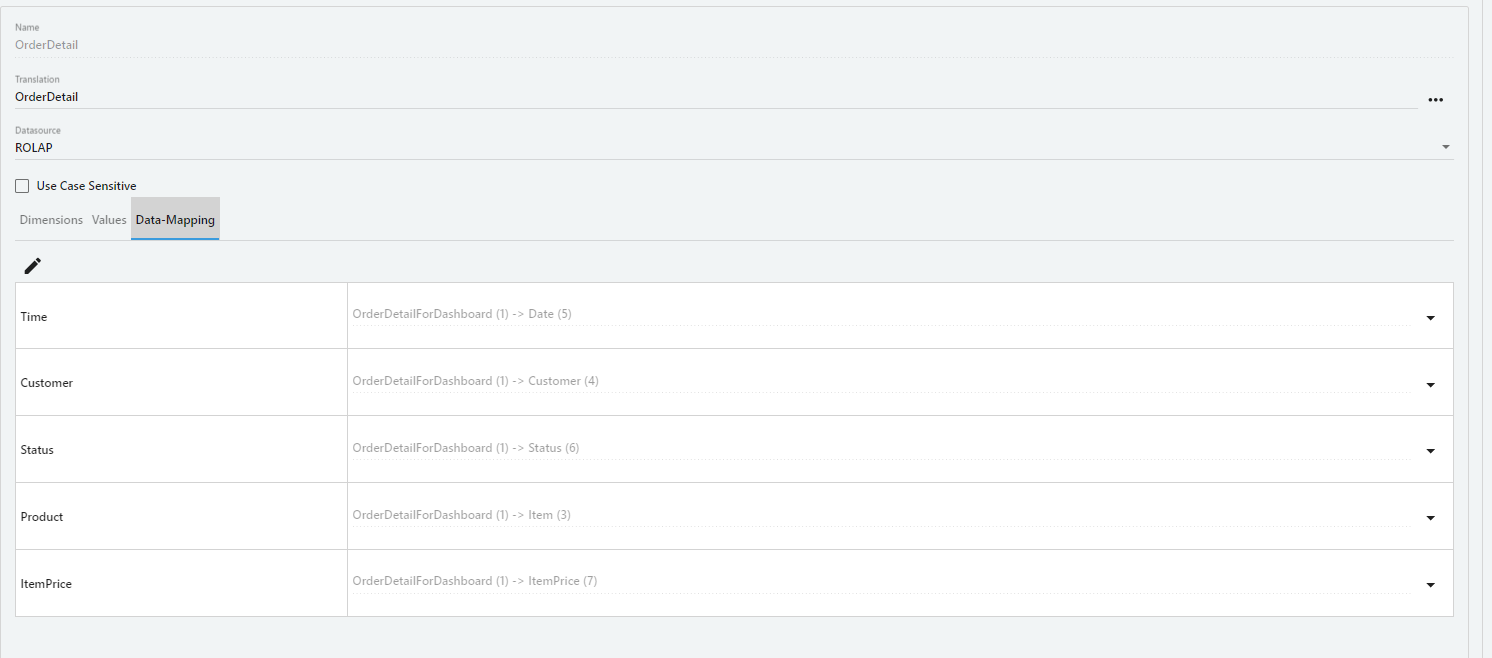 Name
OrderDetail
Translation
OrderDetail
Datasource
ROLAP
Use Case Sensitive
Dimensions Values Data-Mapping
Time OrderDetailForDashboard (1) -> Date (5)
Customer OrderDetailForDashboard (1) -> Customer (4)
Status OrderDetailForDashboard (1) -> Status (6)
Product OrderDetailForDashboard (1) -> Item (3)
ItemPrice OrderDetailForDashboard (1) -> ItemPrice (7)